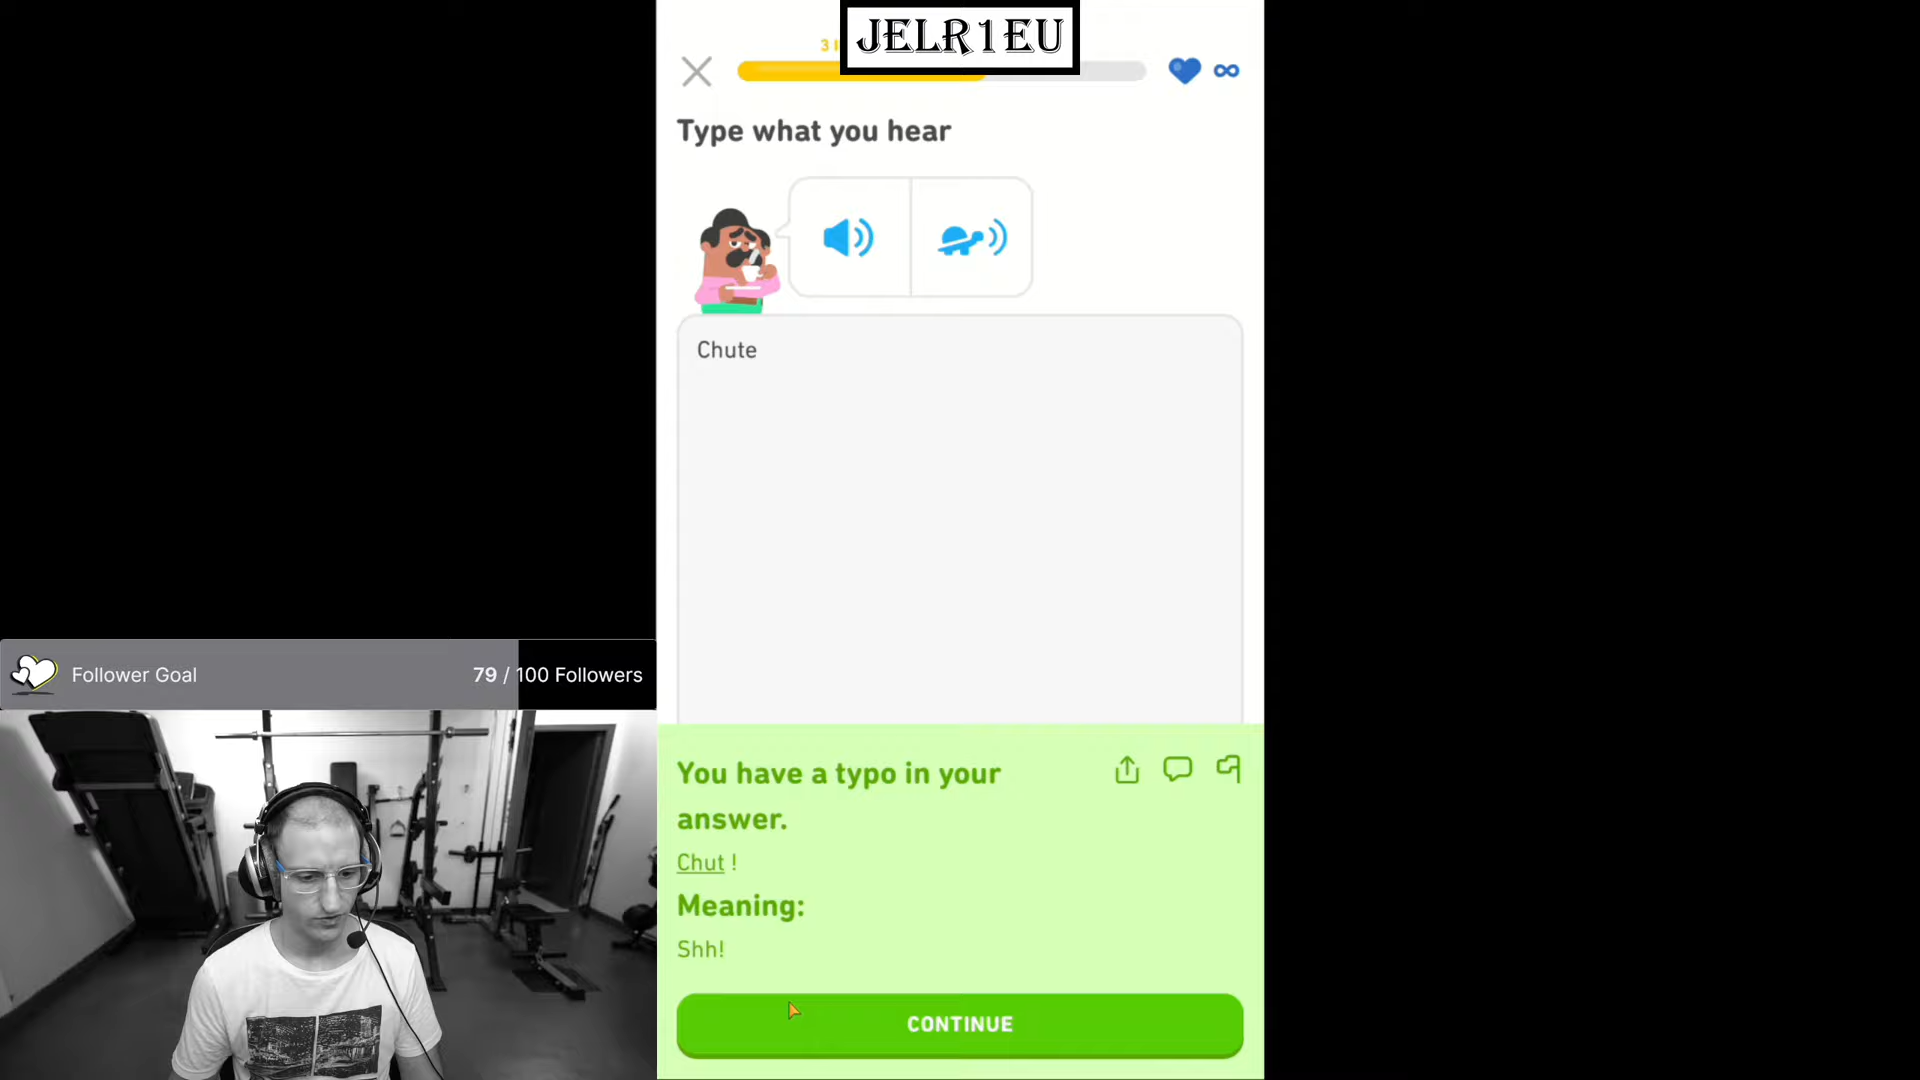 JELR1EU
Type what you hear
Chute
Follower Goal 79 / 100 Followers
You have a typo in your
answer.
Chut !
Meaning:
Shh!
CONTINUE